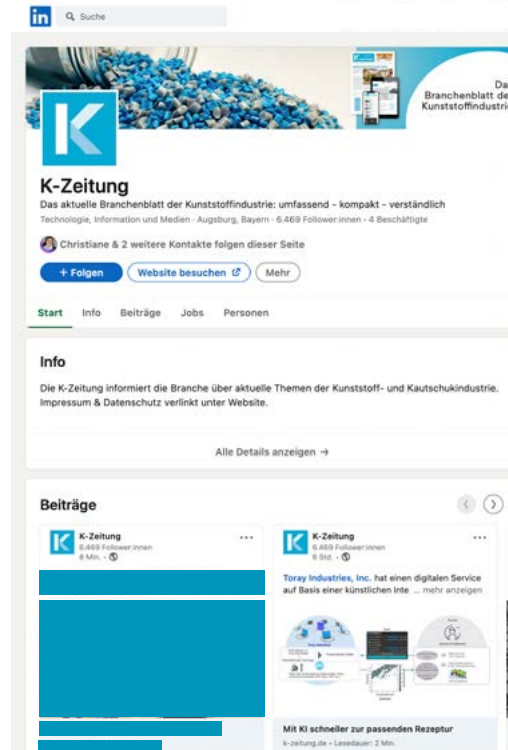 in
Suche
Da
Branchenblatt de
Kunststoffindustri
K
K-Zeitung
Das aktuelle Branchenblatt der Kunststoffindustrie: umfassend – kompakt – verständlich
Technologie, Information und Medien · Augsburg, Bayern · 6.469 Follower:innen · 4 Beschäftigte
Christiane & 2 weitere Kontakte folgen dieser Seite
+ Folgen
Website besuchen
Mehr
Start Info Beiträge Jobs Personen
Info
Die K-Zeitung informiert die Branche über aktuelle Themen der Kunststoff- und Kautschukindustrie.
Impressum & Datenschutz verlinkt unter Website.
Alle Details anzeigen →
Beiträge
K
K-Zeitung
6.469 Follower:innen
8 Min. •
K
K-Zeitung
6.469 Follower:innen
6 Std. •
Toray Industries, Inc. hat einen digitalen Service
auf Basis einer künstlichen Inte ... mehr anzeigen
Mit KI schneller zur passenden Rezeptur
k-zeitung.de • Lesedauer: 2 Min.